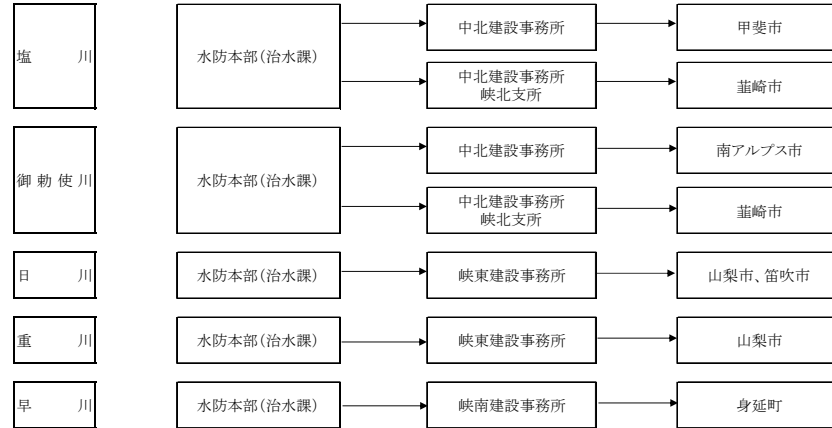 塩　　川
水防本部(治水課)
中北建設事務所
甲斐市
中北建設事務所
峡北支所
韮崎市
御勅使川
水防本部(治水課)
中北建設事務所
南アルプス市
中北建設事務所
峡北支所
韮崎市
日　　川
水防本部(治水課)
峡東建設事務所
山梨市、笛吹市
重　　川
水防本部(治水課)
峡東建設事務所
山梨市
早　　川
水防本部(治水課)
峡南建設事務所
身延町